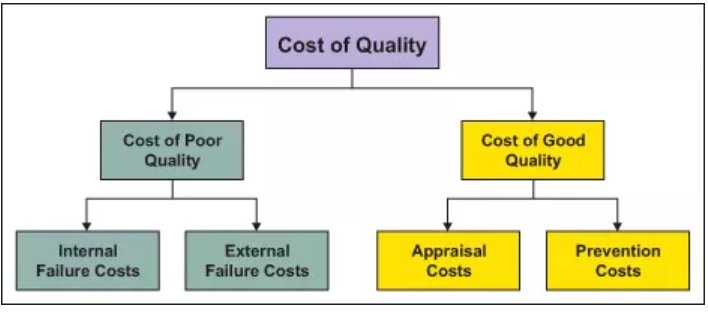 Cost of Quality
Cost of Poor
Quality
Cost of Good
Quality
Internal
Failure Costs
External
Failure Costs
Appraisal
Costs
Prevention
Costs